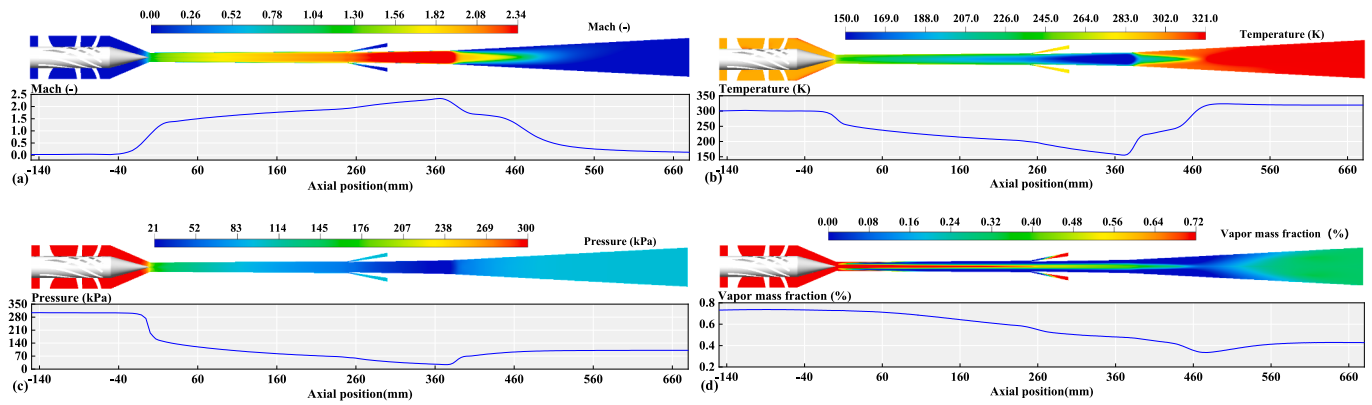 0.00 0.26 0.52 0.78 1.04 1.30 1.56 1.82 2.08 2.34
Mach (-)
Mach (-)
2.5
2.0
1.5
1.0
0.5
0.0
-140 -40 60 160 260 360 460 560 660
(a)
Axial position(mm)
150.0 169.0 188.0 207.0 226.0 245.0 264.0 283.0 302.0 321.0
Temperature (K)
Temperature (K)
350
300
250
200
150
-140 -40 60 160 260 360 460 560 660
(b)
Axial position(mm)
21 52 83 114 145 176 207 238 269 300
Pressure (kPa)
Pressure (kPa)
350
280
210
140
70
0
-140 -40 60 160 260 360 460 560 660
(c)
Axial position(mm)
0.00 0.08 0.16 0.24 0.32 0.40 0.48 0.56 0.64 0.72
Vapor mass fraction (%)
Vapor mass fraction (%)
0.8
0.6
0.4
0.2
-140 -40 60 160 260 360 460 560 660
(d)
Axial position(mm)